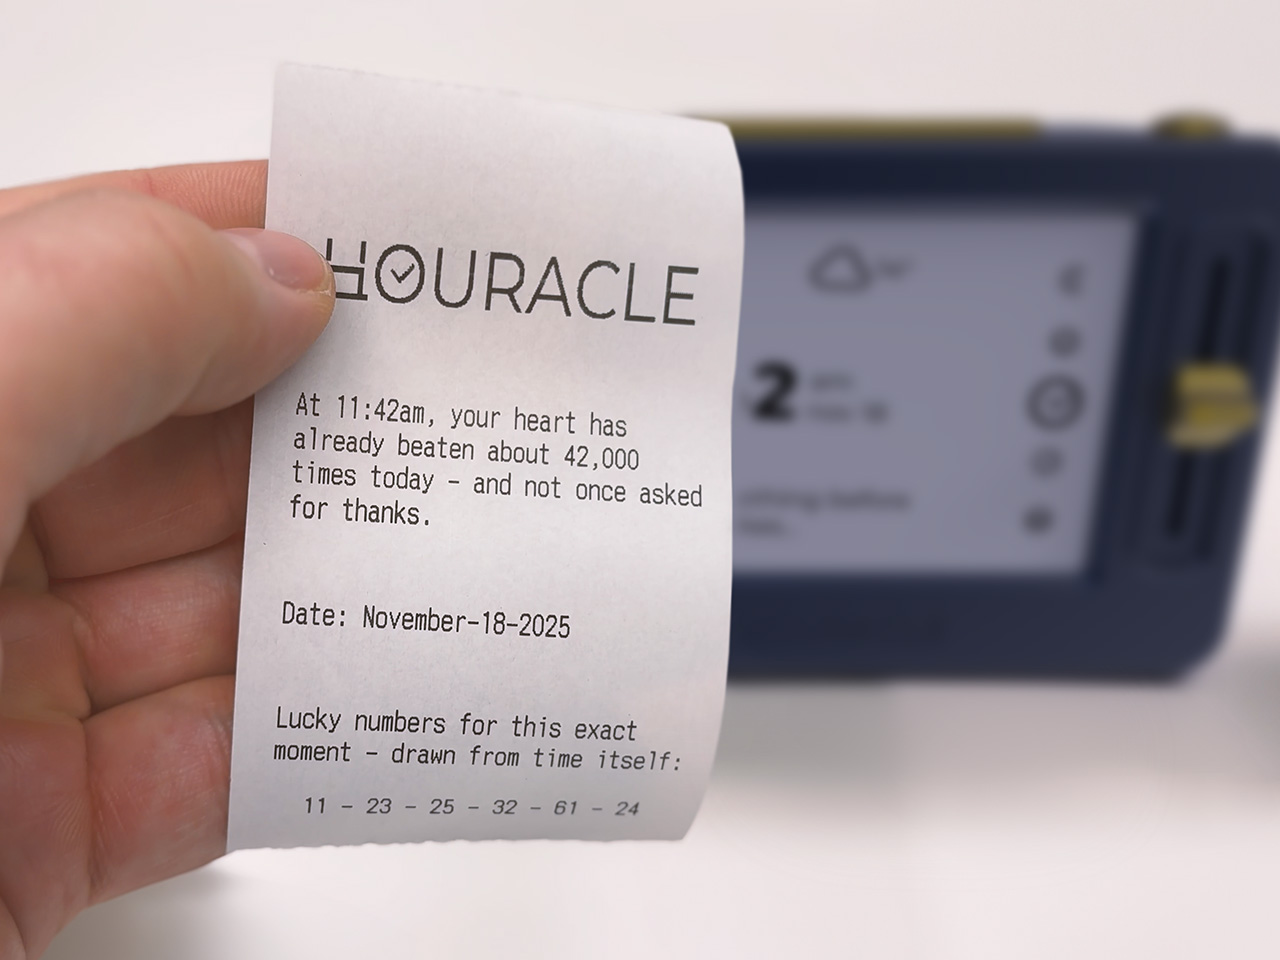 HOURACLE
At 11:42am, your heart has
already beaten about 42,000
times today - and not once asked
for thanks.
Date: November-18-2025
Lucky numbers for this exact
moment - drawn from time itself:
11 - 23 - 25 - 32 - 61 - 24
2